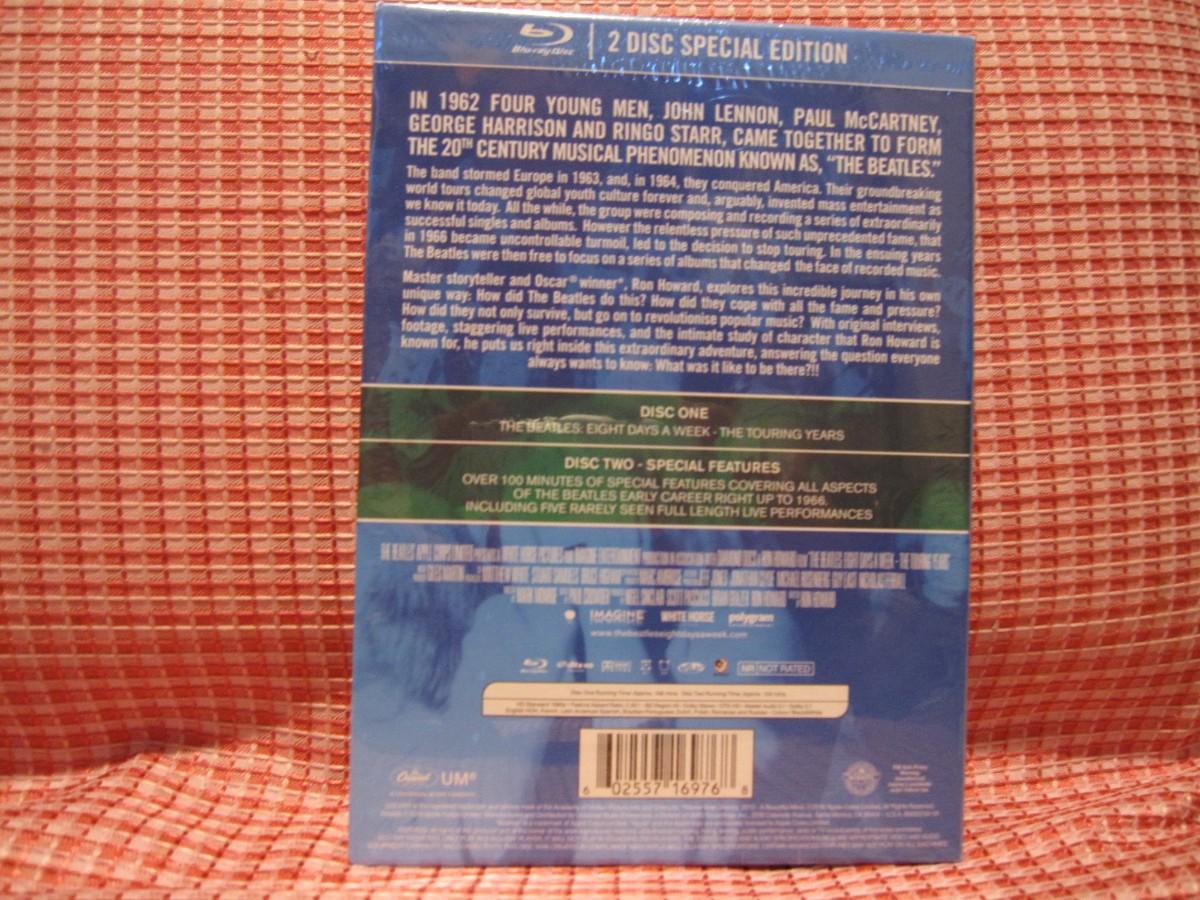 Blu-ray Disc
2 DISC SPECIAL EDITION
IN 1962 FOUR YOUNG MEN, JOHN LENNON, PAUL McCARTNEY,
GEORGE HARRISON AND RINGO STARR, CAME TOGETHER TO FORM
THE 20TH CENTURY MUSICAL PHENOMENON KNOWN AS, “THE BEATLES.”
The band stormed Europe in 1963, and, in 1964, they conquered America. Their groundbreaking
world tours changed global youth culture forever and, arguably, invented mass entertainment as
we know it today. All the while, the group were composing and recording a series of extraordinarily
successful singles and albums. However the relentless pressure of such unprecedented fame, that
in 1966 became uncontrollable turmoil, led to the decision to stop touring. In the ensuing years
The Beatles were then free to focus on a series of albums that changed the face of recorded music.
Master storyteller and Oscar® winner*, Ron Howard, explores this incredible journey in his own
unique way: How did The Beatles do this? How did they cope with all the fame and pressure?
How did they not only survive, but go on to revolutionise popular music? With original interviews,
footage, staggering live performances, and the intimate study of character that Ron Howard is
known for, he puts us right inside this extraordinary adventure, answering the question everyone
always wants to know: What was it like to be there?!!
DISC ONE
THE BEATLES: EIGHT DAYS A WEEK - THE TOURING YEARS
DISC TWO - SPECIAL FEATURES
OVER 100 MINUTES OF SPECIAL FEATURES COVERING ALL ASPECTS
OF THE BEATLES EARLY CAREER RIGHT UP TO 1966.
INCLUDING FIVE RARELY SEEN FULL LENGTH LIVE PERFORMANCES
IMAGINE WHITE HORSE polygram
www.thebeatleseightdaysaweek.com
NR NOT RATED
6 02557 16976 8
Capitol UMe